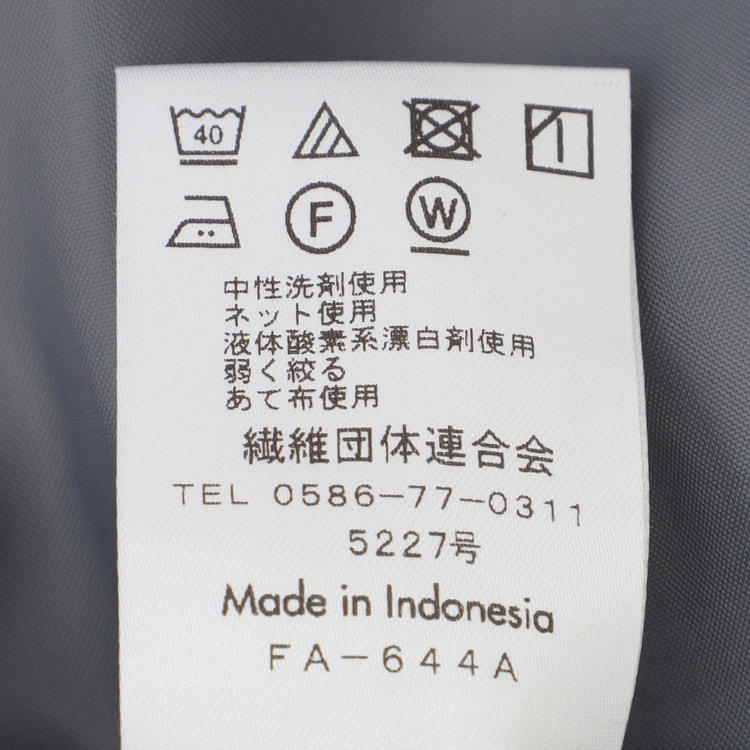 40
F W
中性洗剤使用
ネット使用
液体酸素系漂白剤使用
弱く絞る
あて布使用
繊維団体連合会
TEL 0586-77-0311
5227号
Made in Indonesia
FA-644A